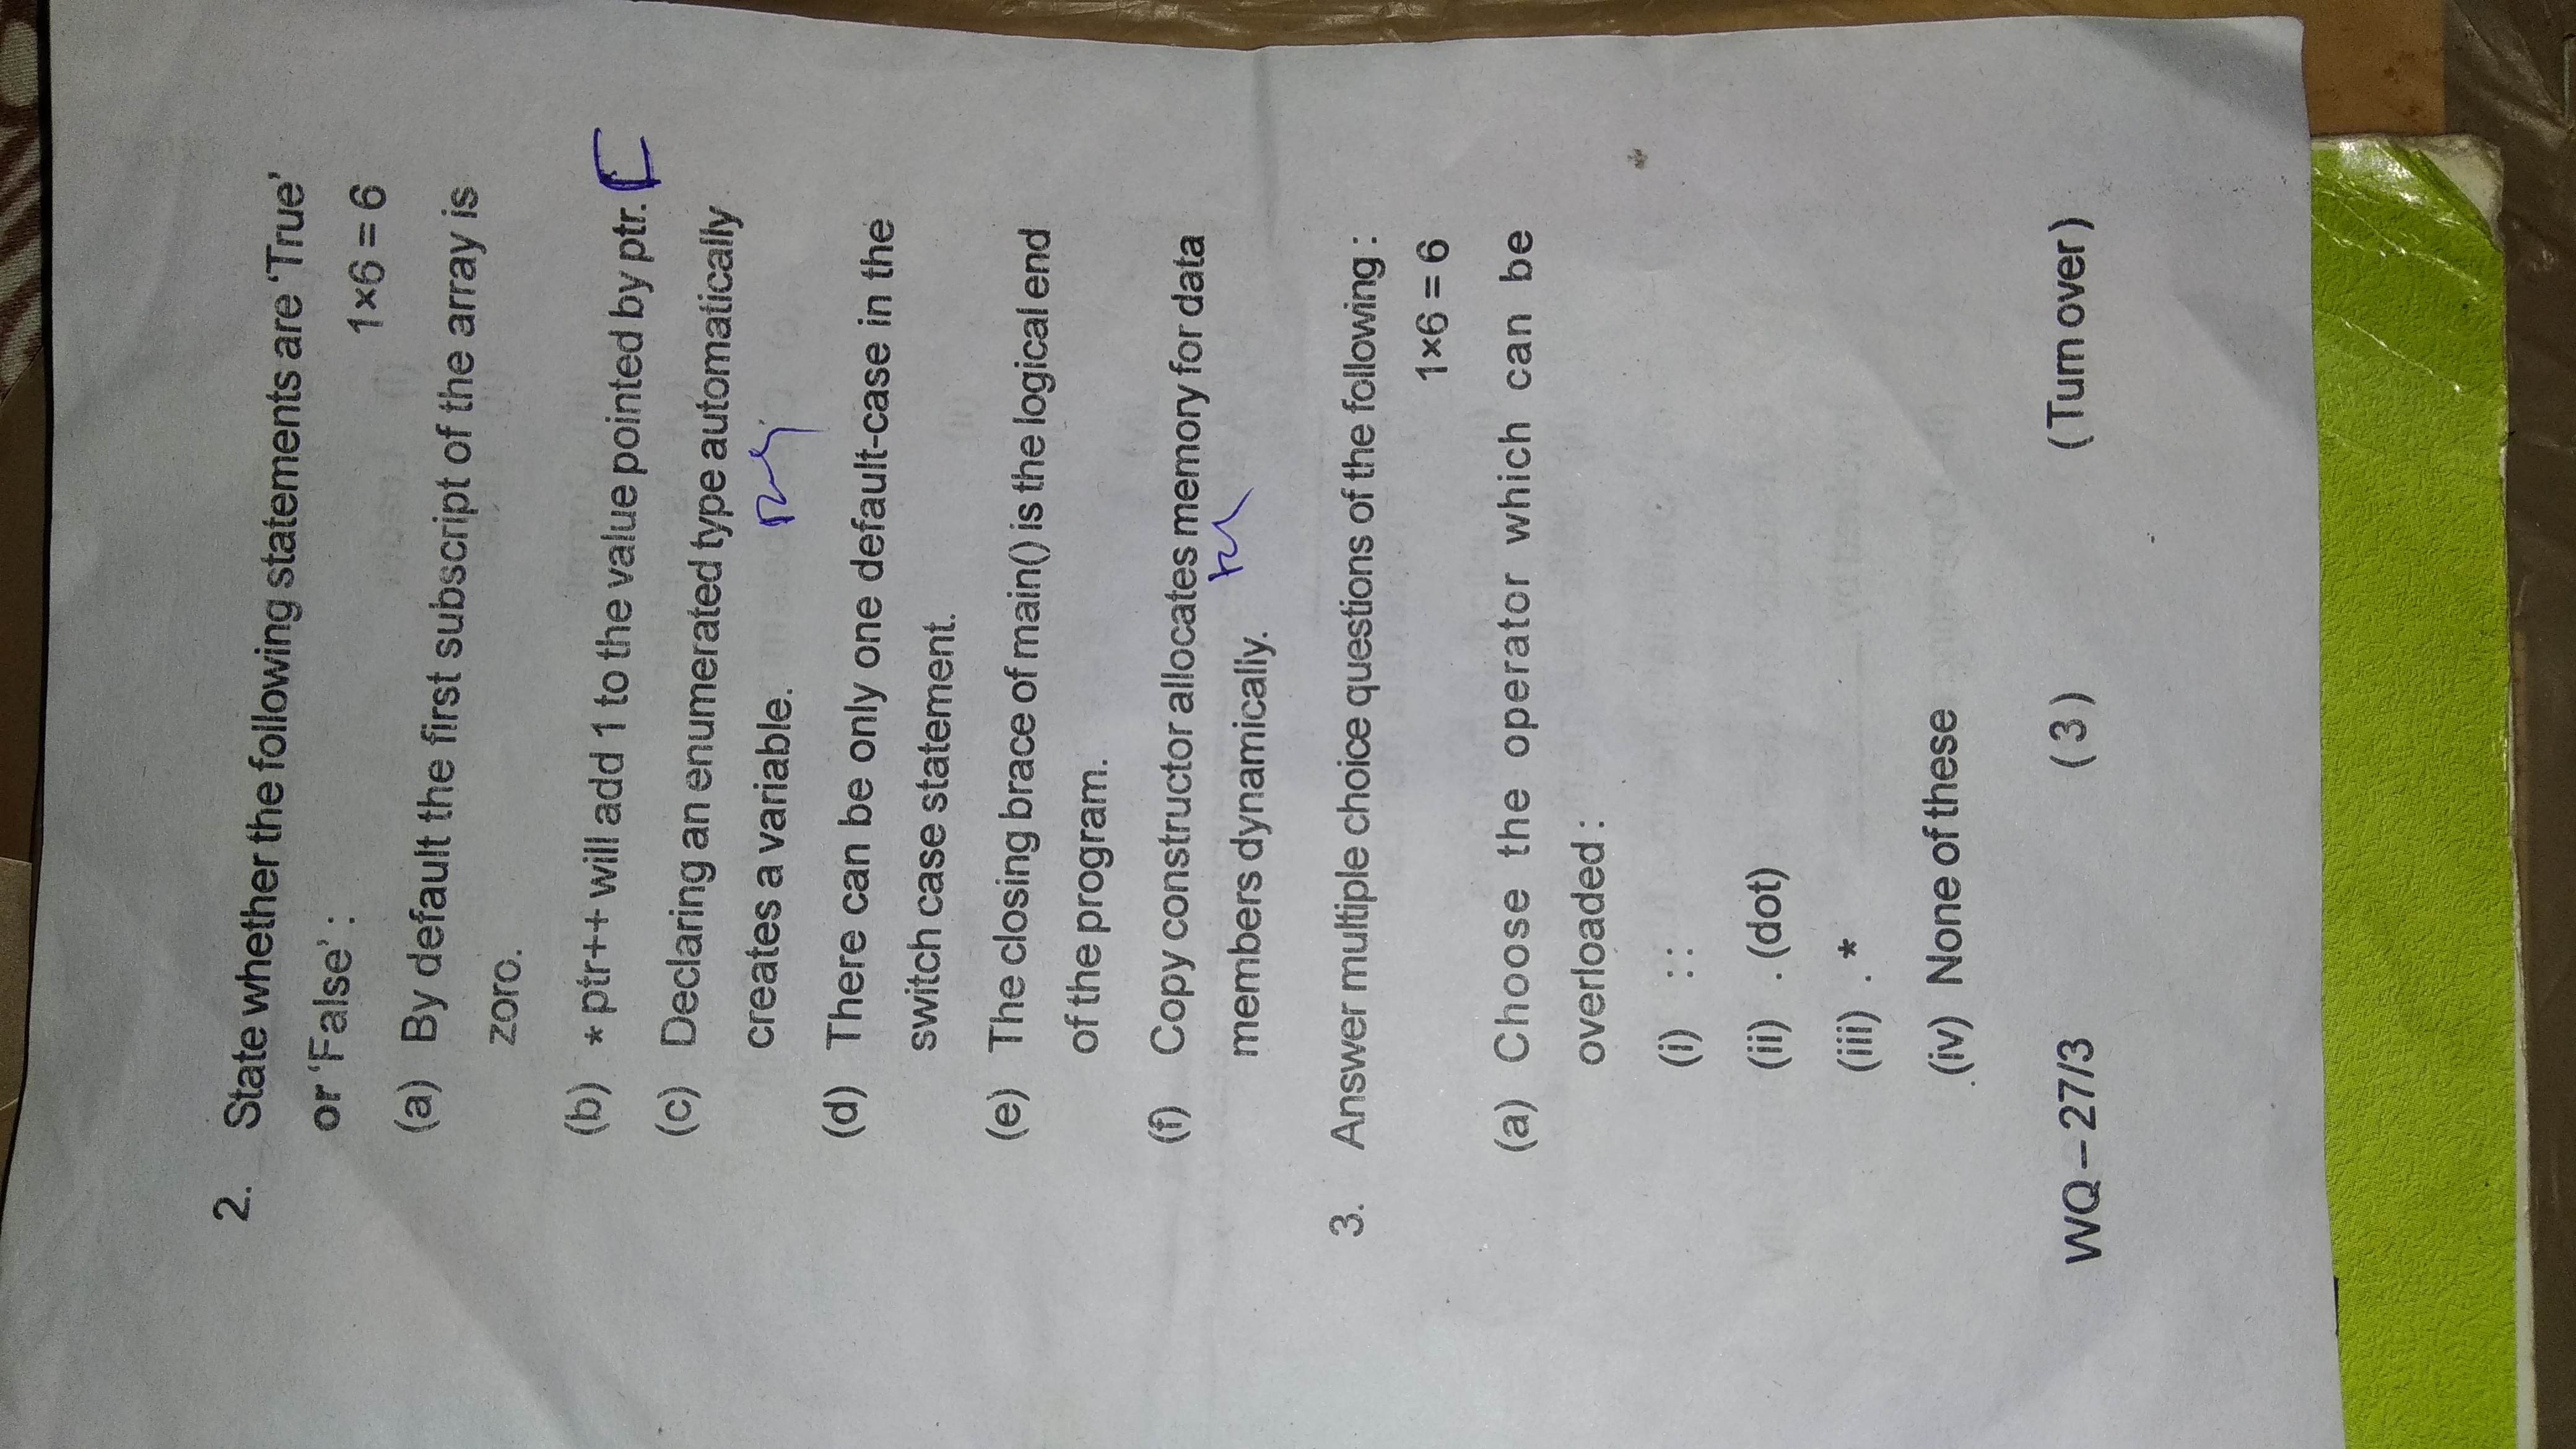 2. State whether the following statements are ‘True’
or ‘False’ :
1×6 = 6
(a) By default the first subscript of the array is
zoro.
(b) *ptr++ will add 1 to the value pointed by ptr.
(c) Declaring an enumerated type automatically
creates a variable.
(d) There can be only one default-case in the
switch case statement.
(e) The closing brace of main() is the logical end
of the program.
(f) Copy constructor allocates memory for data
members dynamically.
3. Answer multiple choice questions of the following :
1×6 = 6
(a) Choose the operator which can be
overloaded :
(i) : :
(ii) . (dot)
(iii) . *
(iv) None of these
WQ – 27/3 ( 3 ) ( Turn over )